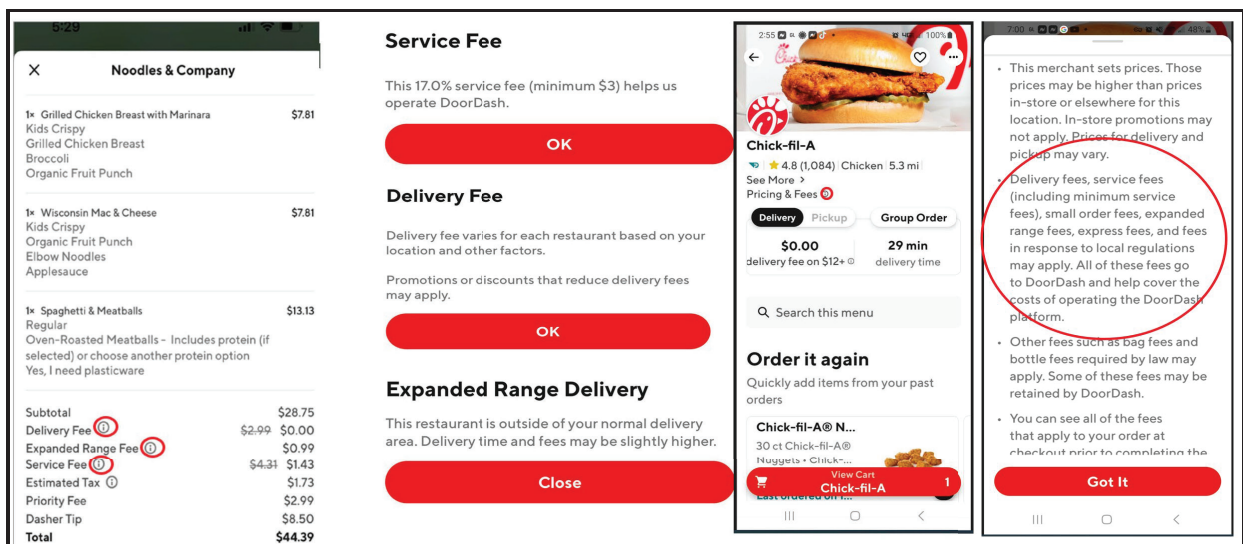 5:29
Noodles & Company
1× Grilled Chicken Breast with Marinara $7.81
Kids Crispy
Grilled Chicken Breast
Broccoli
Organic Fruit Punch
1× Wisconsin Mac & Cheese $7.81
Kids Crispy
Organic Fruit Punch
Elbow Noodles
Applesauce
1× Spaghetti & Meatballs $13.13
Regular
Oven-Roasted Meatballs - Includes protein (if
selected) or choose another protein option
Yes, I need plasticware
Subtotal $28.75
Delivery Fee $2.99 $0.00
Expanded Range Fee $0.99
Service Fee $4.31 $1.43
Estimated Tax $1.73
Priority Fee $2.99
Dasher Tip $8.50
Total $44.39
Service Fee
This 17.0% service fee (minimum $3) helps us
operate DoorDash.
OK
Delivery Fee
Delivery fee varies for each restaurant based on your
location and other factors.
Promotions or discounts that reduce delivery fees
may apply.
OK
Expanded Range Delivery
This restaurant is outside of your normal delivery
area. Delivery time and fees may be slightly higher.
Close
2:55 100%
Chick-fil-A
4.8 (1,084) Chicken 5.3 mi
See More >
Pricing & Fees
Delivery Pickup Group Order
$0.00 29 min
delivery fee on $12+ delivery time
Search this menu
Order it again
Quickly add items from your past
orders
Chick-fil-A® N...
30 ct Chick-fil-A®
Nuggets • Chick-...
View Cart
Chick-fil-A 1
Last ordered on 1...
7:00 48%
• This merchant sets prices. Those
prices may be higher than prices
in-store or elsewhere for this
location. In-store promotions may
not apply. Prices for delivery and
pickup may vary.
• Delivery fees, service fees
(including minimum service
fees), small order fees, expanded
range fees, express fees, and fees
in response to local regulations
may apply. All of these fees go
to DoorDash and help cover the
costs of operating the DoorDash
platform.
• Other fees such as bag fees and
bottle fees required by law may
apply. Some of these fees may be
retained by DoorDash.
• You can see all of the fees
that apply to your order at
checkout prior to completing the
Got It